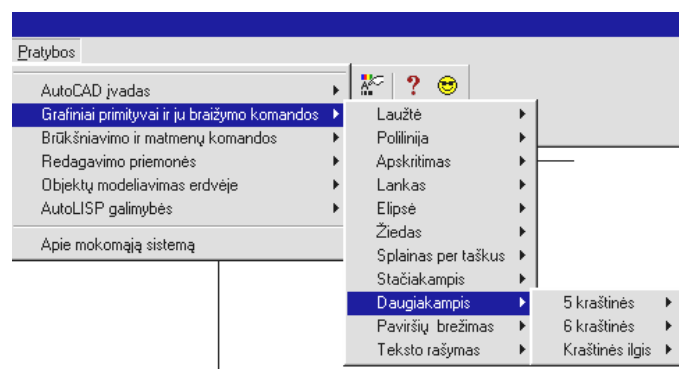 Pratybos
AutoCAD įvadas
Grafiniai primityvai ir ju braižymo komandos
Brūkšniavimo ir matmenų komandos
Redagavimo priemonės
Objektų modeliavimas erdvėje
AutoLISP galimybės
Apie mokomąją sistemą
Laužtė
Polilinija
Apskritimas
Lankas
Elipsė
Žiedas
Splainas per taškus
Stačiakampis
Daugiakampis
Paviršių brežimas
Teksto rašymas
5 kraštinės
6 kraštinės
Kraštinės ilgis